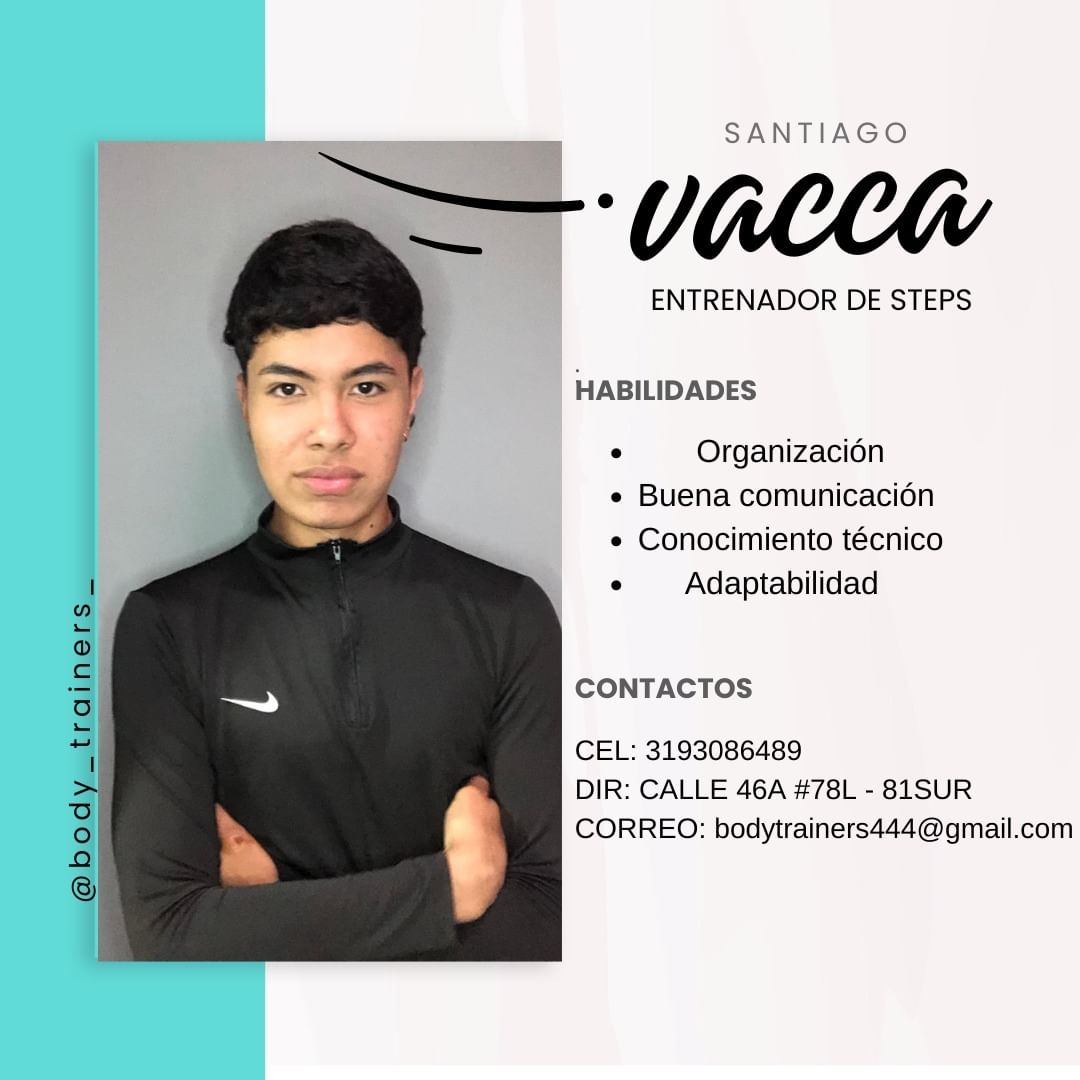 SANTIAGO
vacca
ENTRENADOR DE STEPS
.
HABILIDADES
• Organización
• Buena comunicación
• Conocimiento técnico
• Adaptabilidad
CONTACTOS
CEL: 3193086489
DIR: CALLE 46A #78L - 81SUR
CORREO: bodytrainers444@gmail.com
@body_trainers_